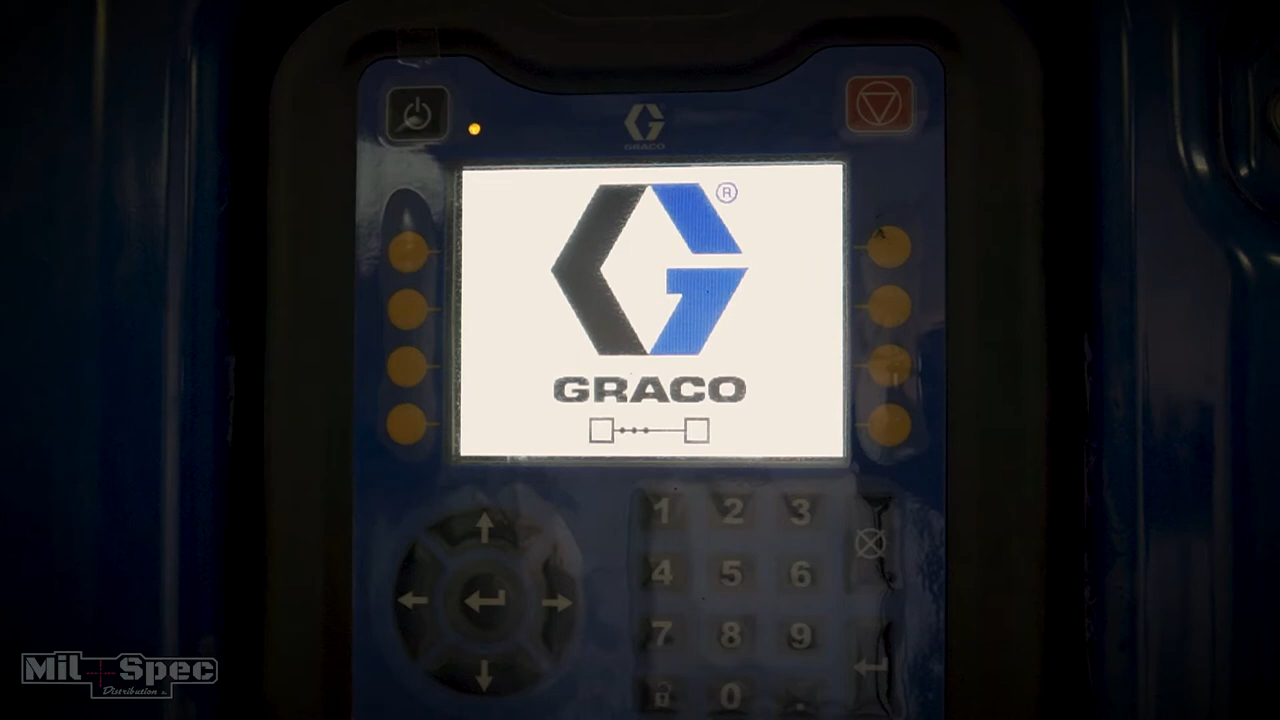 GRACO
®
GRACO
1 2 3
4 5 6
7 8 9
0 .
Mil Spec
Distribution